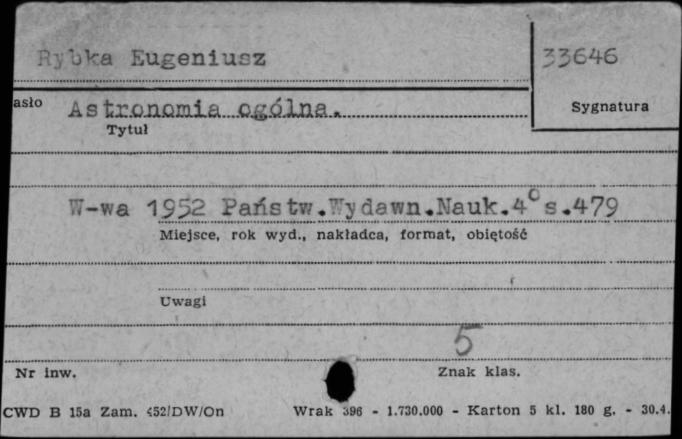 Rybka Eugeniusz
33646
asło
Astronomia ogólna.
Sygnatura
Tytuł
W-wa 1952 Państw.Wydawn.Nauk.4° s.479
Miejsce, rok wyd., nakładca, format, obiętość
Uwagi
5
Nr inw.
Znak klas.
CWD B 15a Zam. 452/DW/On Wrak 396 - 1.730.000 - Karton 5 kl. 180 g. - 30.4.